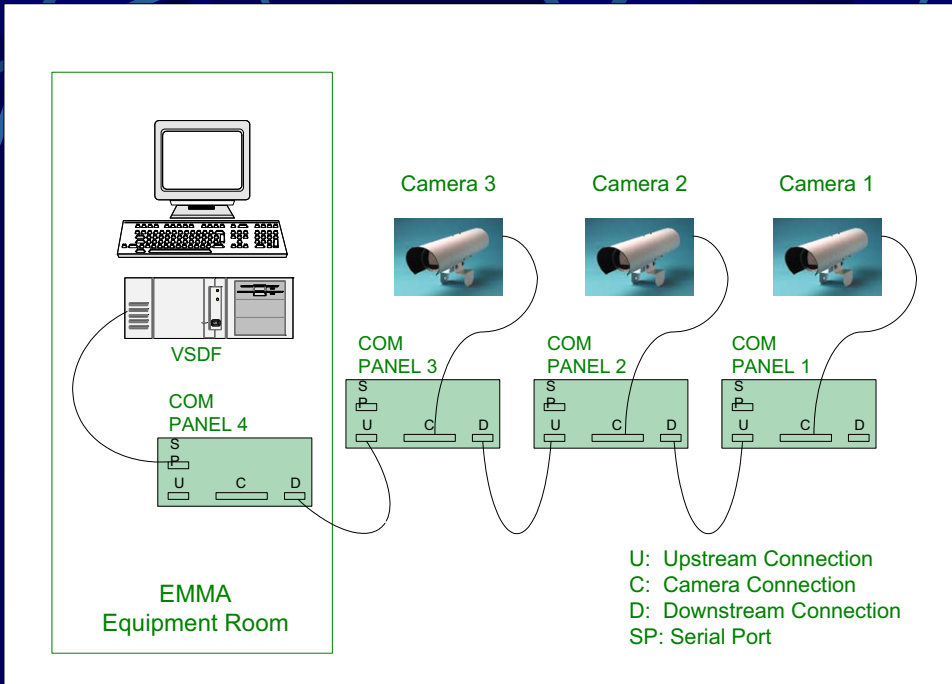 Camera 3
Camera 2
Camera 1
VSDF
COM
PANEL 4
S
P
U
C
D
COM
PANEL 3
S
P
U
C
D
COM
PANEL 2
S
P
U
C
D
COM
PANEL 1
S
P
U
C
D
EMMA
Equipment Room
U: Upstream Connection
C: Camera Connection
D: Downstream Connection
SP: Serial Port